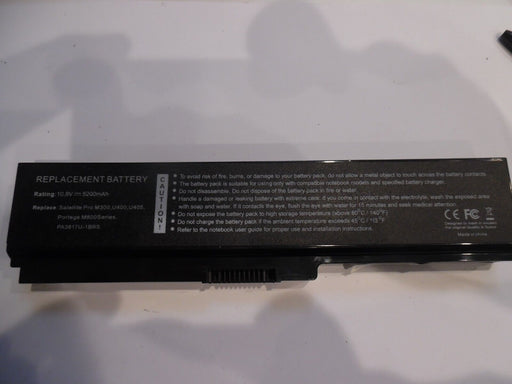 REPLACEMENT BATTERY
Rating: 10.8V 5200mAh
Replace: Satellite Pro M300,U400,U405,
Portege M800Series,
PA3817U-1BRS
CAUTION!
To avoid risk of fire, burns, or damage to your battery pack, do not allow a metal object to touch across the battery contacts.
The battery pack is suitable for using only with compatible notebook models and specified battery charger.
Do not disassemble. Do not dispose of the battery pack in fire or water.
Handle a damaged or leaking battery with extreme care. If you come in contact with the electrolyte, wash the exposed area
with soap and water. If it contacts the eye, flush the eye with water for 15 minutes and seek medical attention.
Do not expose the battery pack to high storage temperature (above 60°C / 140°F)
Do not charge the battery pack if the ambient temperature exceeds 45°C / 113°F
Refer to the notebook user guide for proper use and installation instructions.
CE FC
Made in china